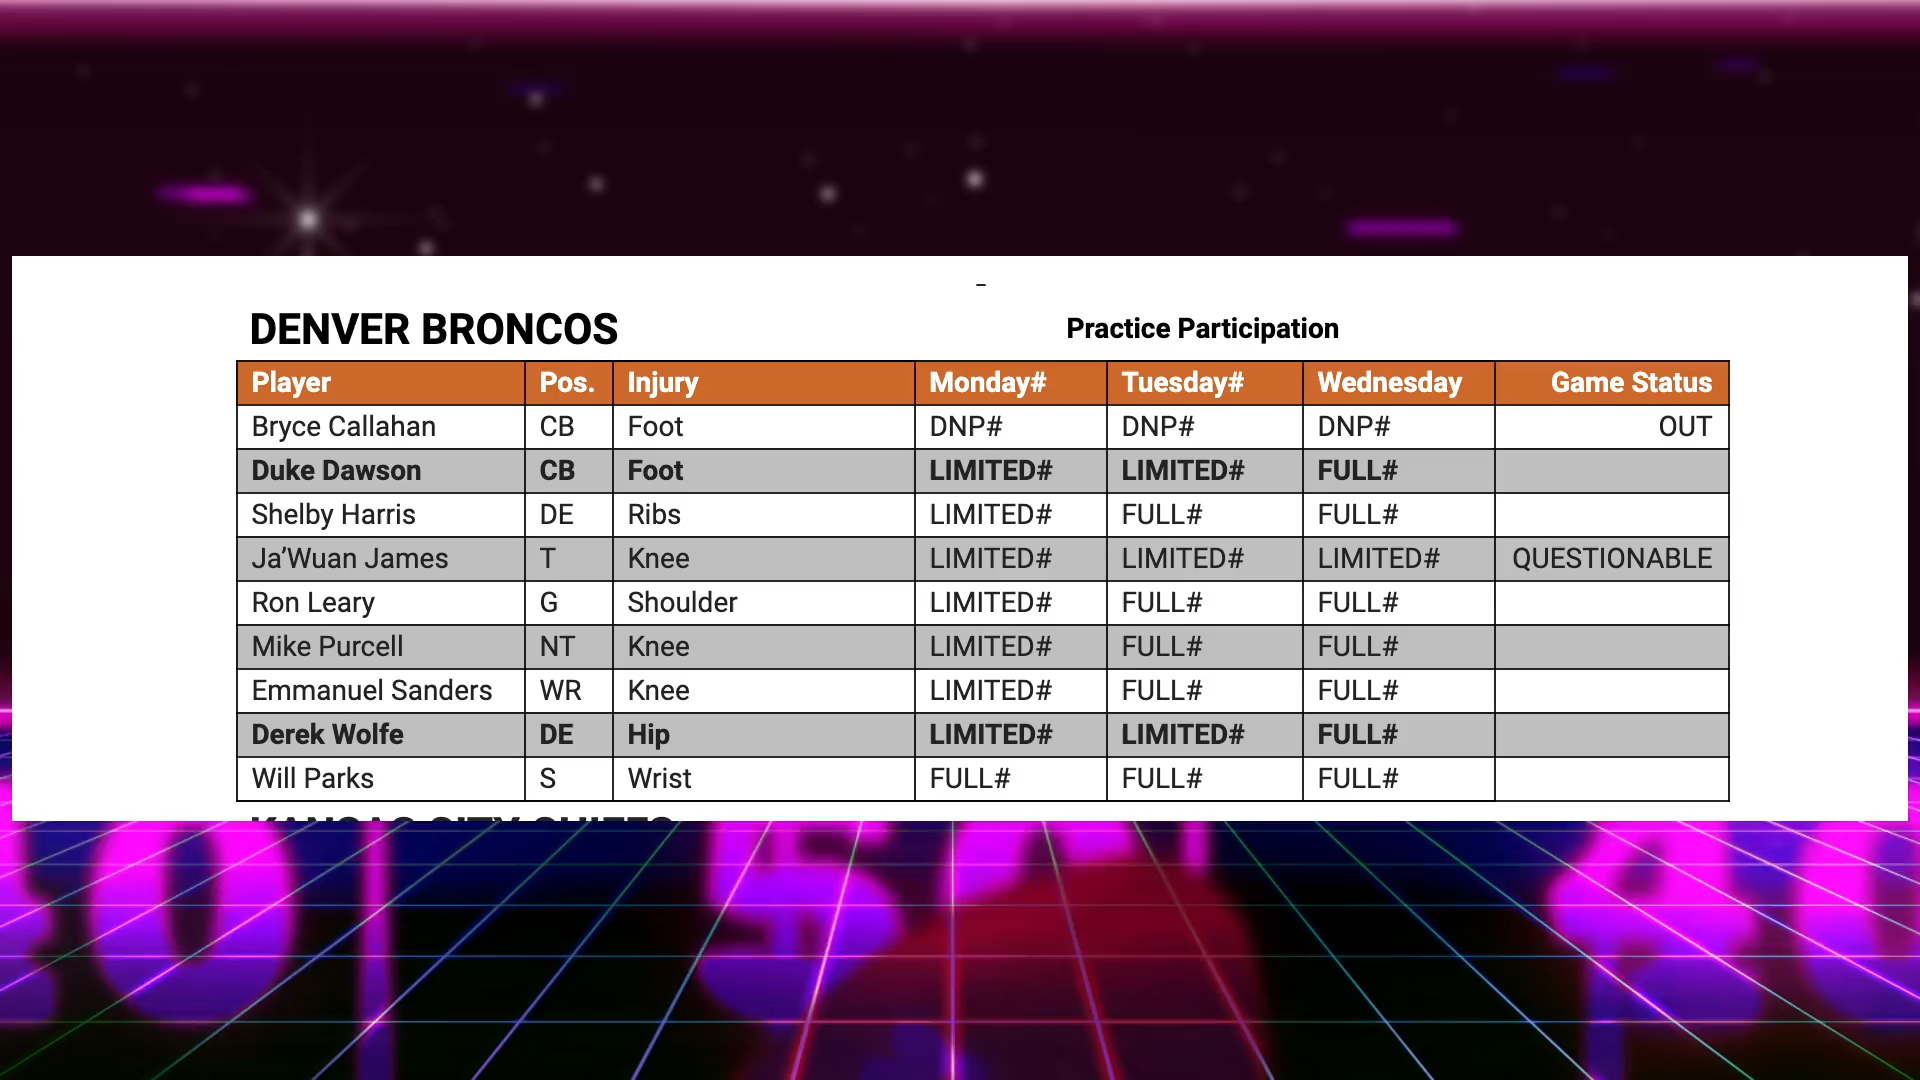 -
DENVER BRONCOS Practice Participation
Player Pos. Injury Monday# Tuesday# Wednesday Game Status
Bryce Callahan CB Foot DNP# DNP# DNP# OUT
Duke Dawson CB Foot LIMITED# LIMITED# FULL#
Shelby Harris DE Ribs LIMITED# FULL# FULL#
Ja’Wuan James T Knee LIMITED# LIMITED# LIMITED# QUESTIONABLE
Ron Leary G Shoulder LIMITED# FULL# FULL#
Mike Purcell NT Knee LIMITED# FULL# FULL#
Emmanuel Sanders WR Knee LIMITED# FULL# FULL#
Derek Wolfe DE Hip LIMITED# LIMITED# FULL#
Will Parks S Wrist FULL# FULL# FULL#
KANSAS CITY CHIEFS